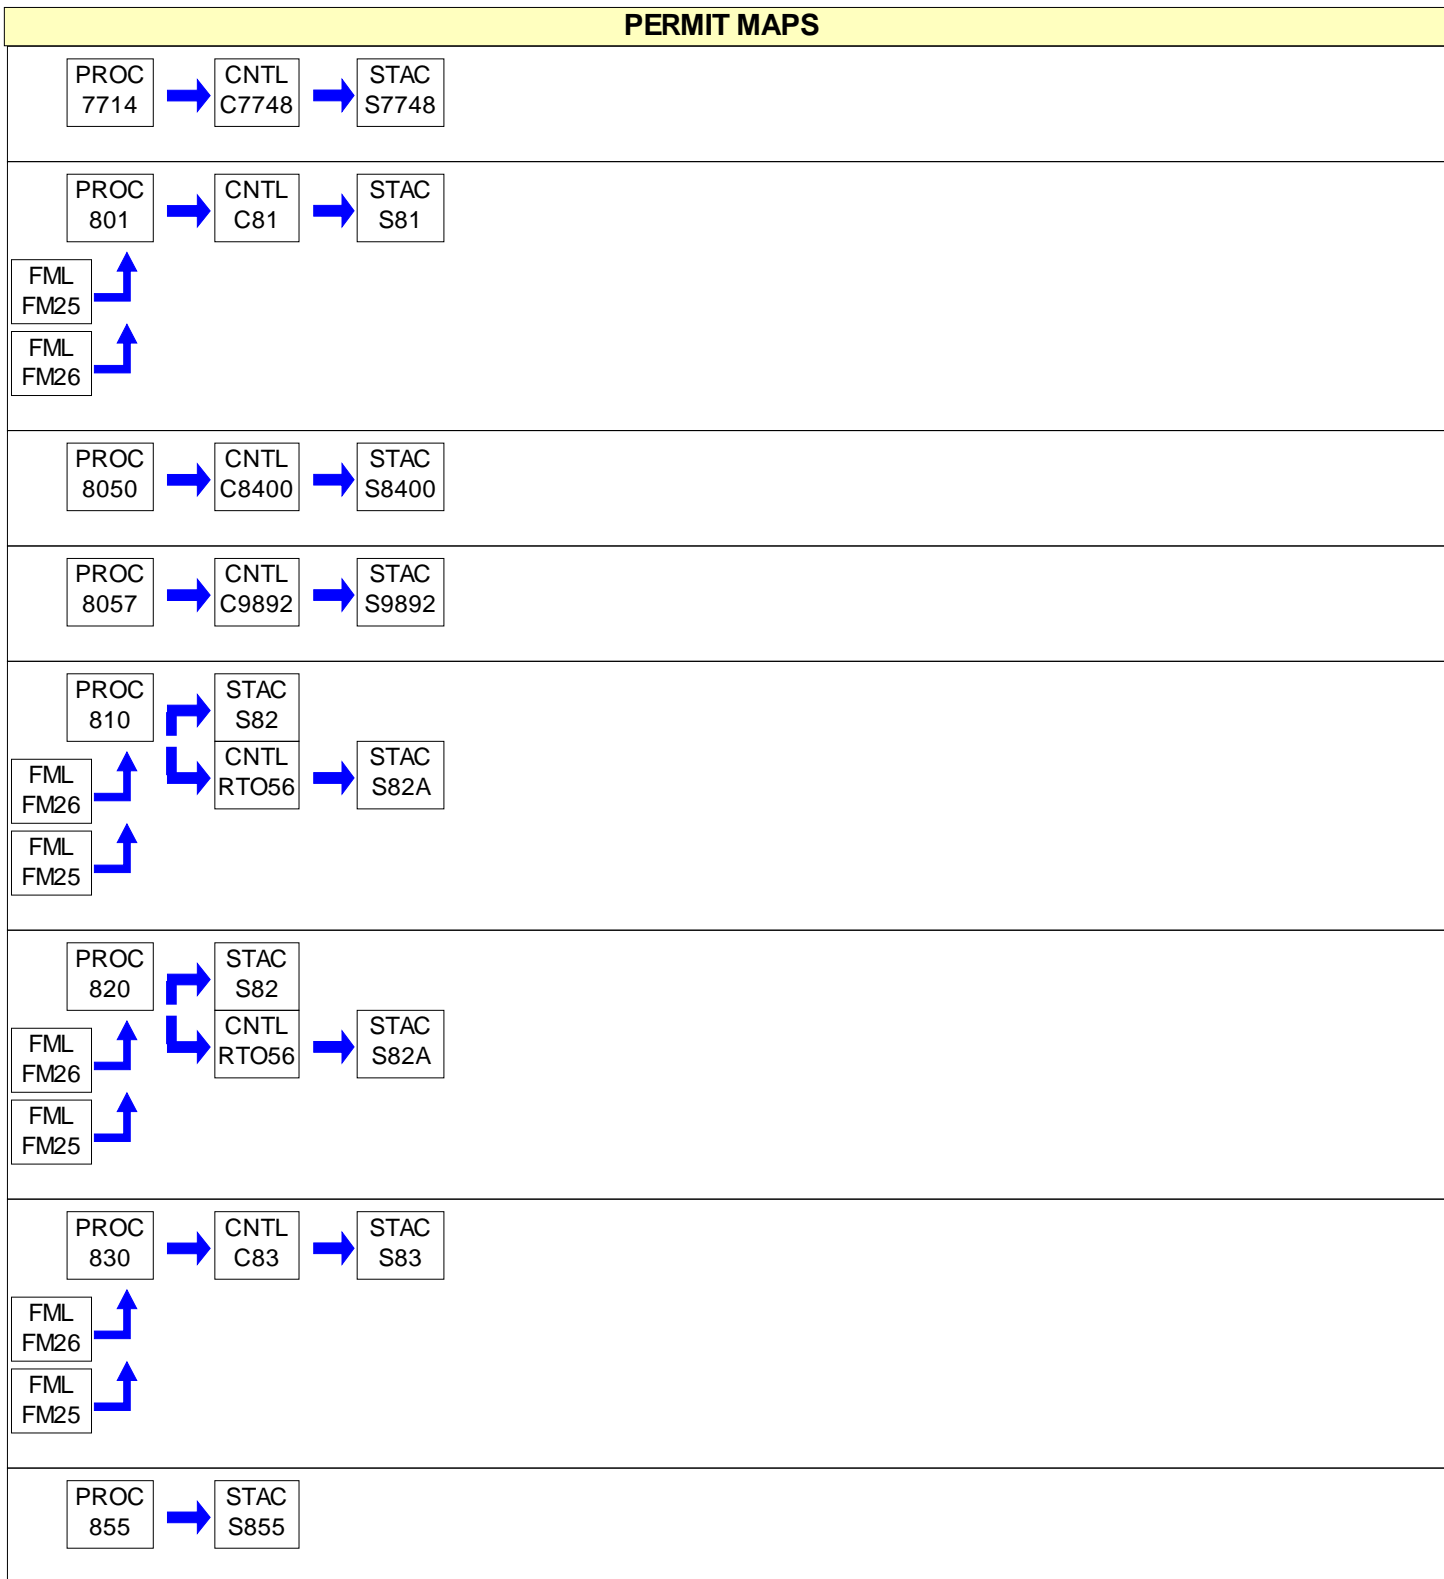 PERMIT MAPS
PROC
7714
CNTL
C7748
STAC
S7748
PROC
801
CNTL
C81
STAC
S81
FML
FM25
FML
FM26
PROC
8050
CNTL
C8400
STAC
S8400
PROC
8057
CNTL
C9892
STAC
S9892
PROC
810
STAC
S82
CNTL
RTO56
STAC
S82A
FML
FM26
FML
FM25
PROC
820
STAC
S82
CNTL
RTO56
STAC
S82A
FML
FM26
FML
FM25
PROC
830
CNTL
C83
STAC
S83
FML
FM26
FML
FM25
PROC
855
STAC
S855